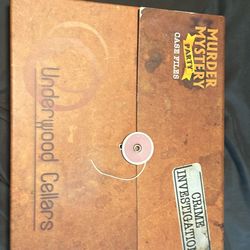 MURDER
MYSTERY
PARTY
CASE FILES
Underwood Cellars
CRIME
INVESTIGATION